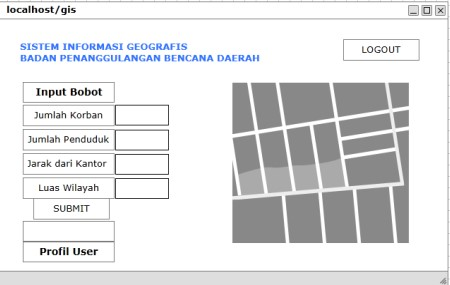 localhost/gis
SISTEM INFORMASI GEOGRAFIS
BADAN PENANGGULANGAN BENCANA DAERAH
LOGOUT
Input Bobot
Jumlah Korban
Jumlah Penduduk
Jarak dari Kantor
Luas Wilayah
SUBMIT
Profil User